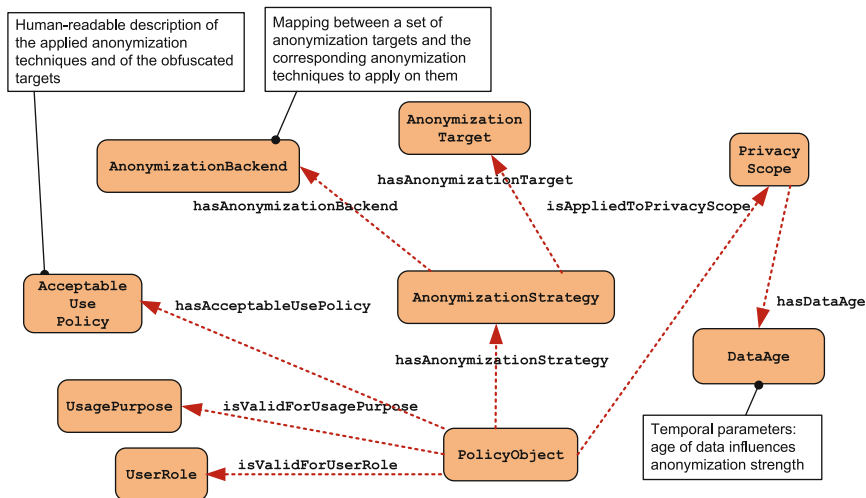 Human-readable description of
the applied anonymization
techniques and of the obfuscated
targets
Mapping between a set of
anonymization targets and the
corresponding anonymization
techniques to apply on them
Anonymization
Target
AnonymizationBackend
Privacy
Scope
hasAnonymizationTarget
hasAnonymizationBackend
isAppliedToPrivacyScope
Acceptable
Use
Policy
hasAcceptableUsePolicy
AnonymizationStrategy
hasDataAge
hasAnonymizationStrategy
DataAge
UsagePurpose
isValidForUsagePurpose
Temporal parameters:
age of data influences
anonymization strength
PolicyObject
UserRole
isValidForUserRole